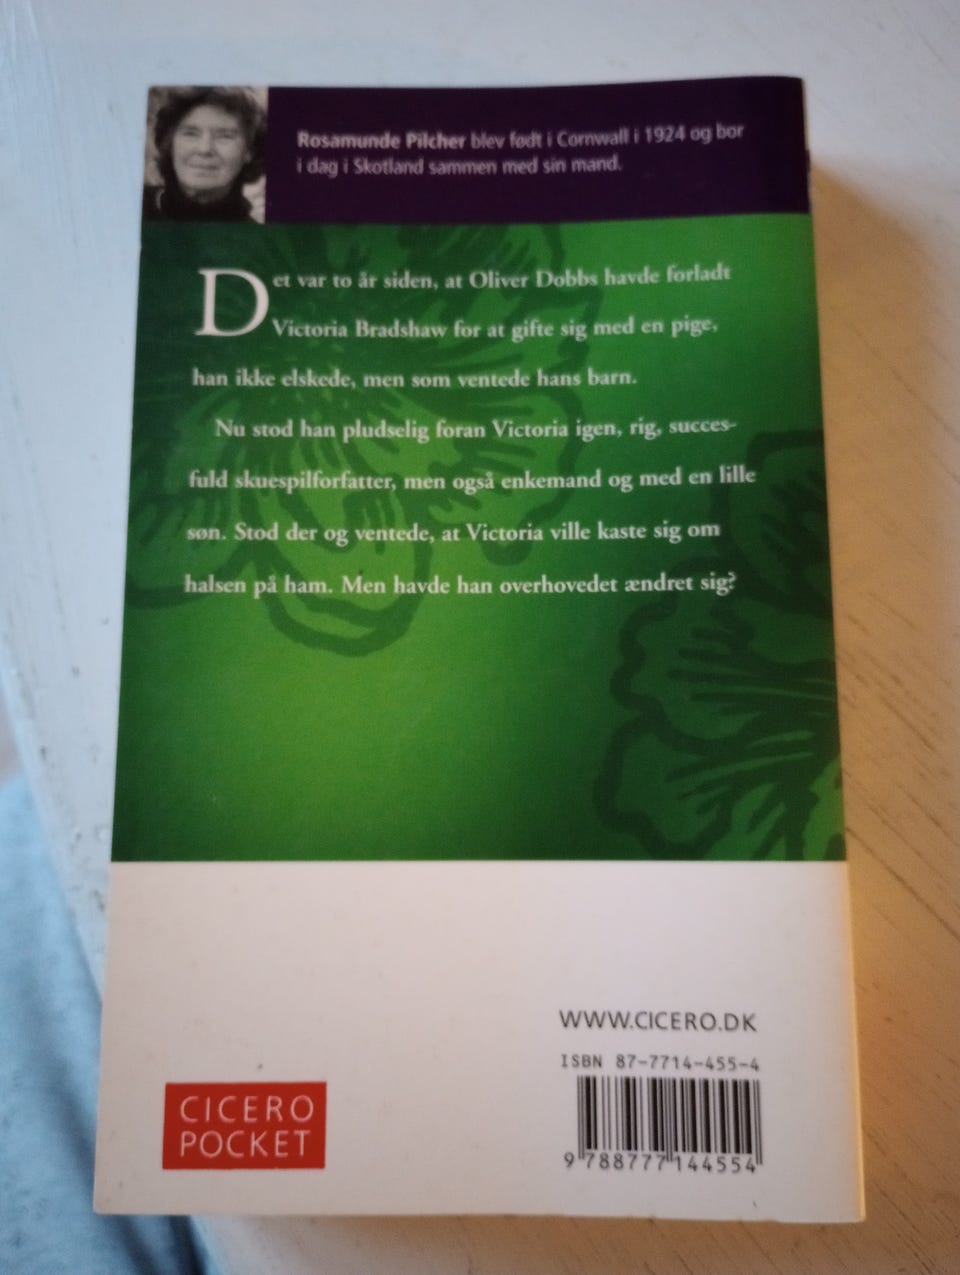 Rosamunde Pilcher blev født i Cornwall i 1924 og bor
i dag i Skotland sammen med sin mand.
Det var to år siden, at Oliver Dobbs havde forladt
Victoria Bradshaw for at gifte sig med en pige,
han ikke elskede, men som ventede hans barn.
Nu stod han pludselig foran Victoria igen, rig, succes-
fuld skuespilforfatter, men også enkemand og med en lille
søn. Stod der og ventede, at Victoria ville kaste sig om
halsen på ham. Men havde han overhovedet ændret sig?
WWW.CICERO.DK
ISBN 87-7714-455-4
9 788777 144554
CICERO
POCKET